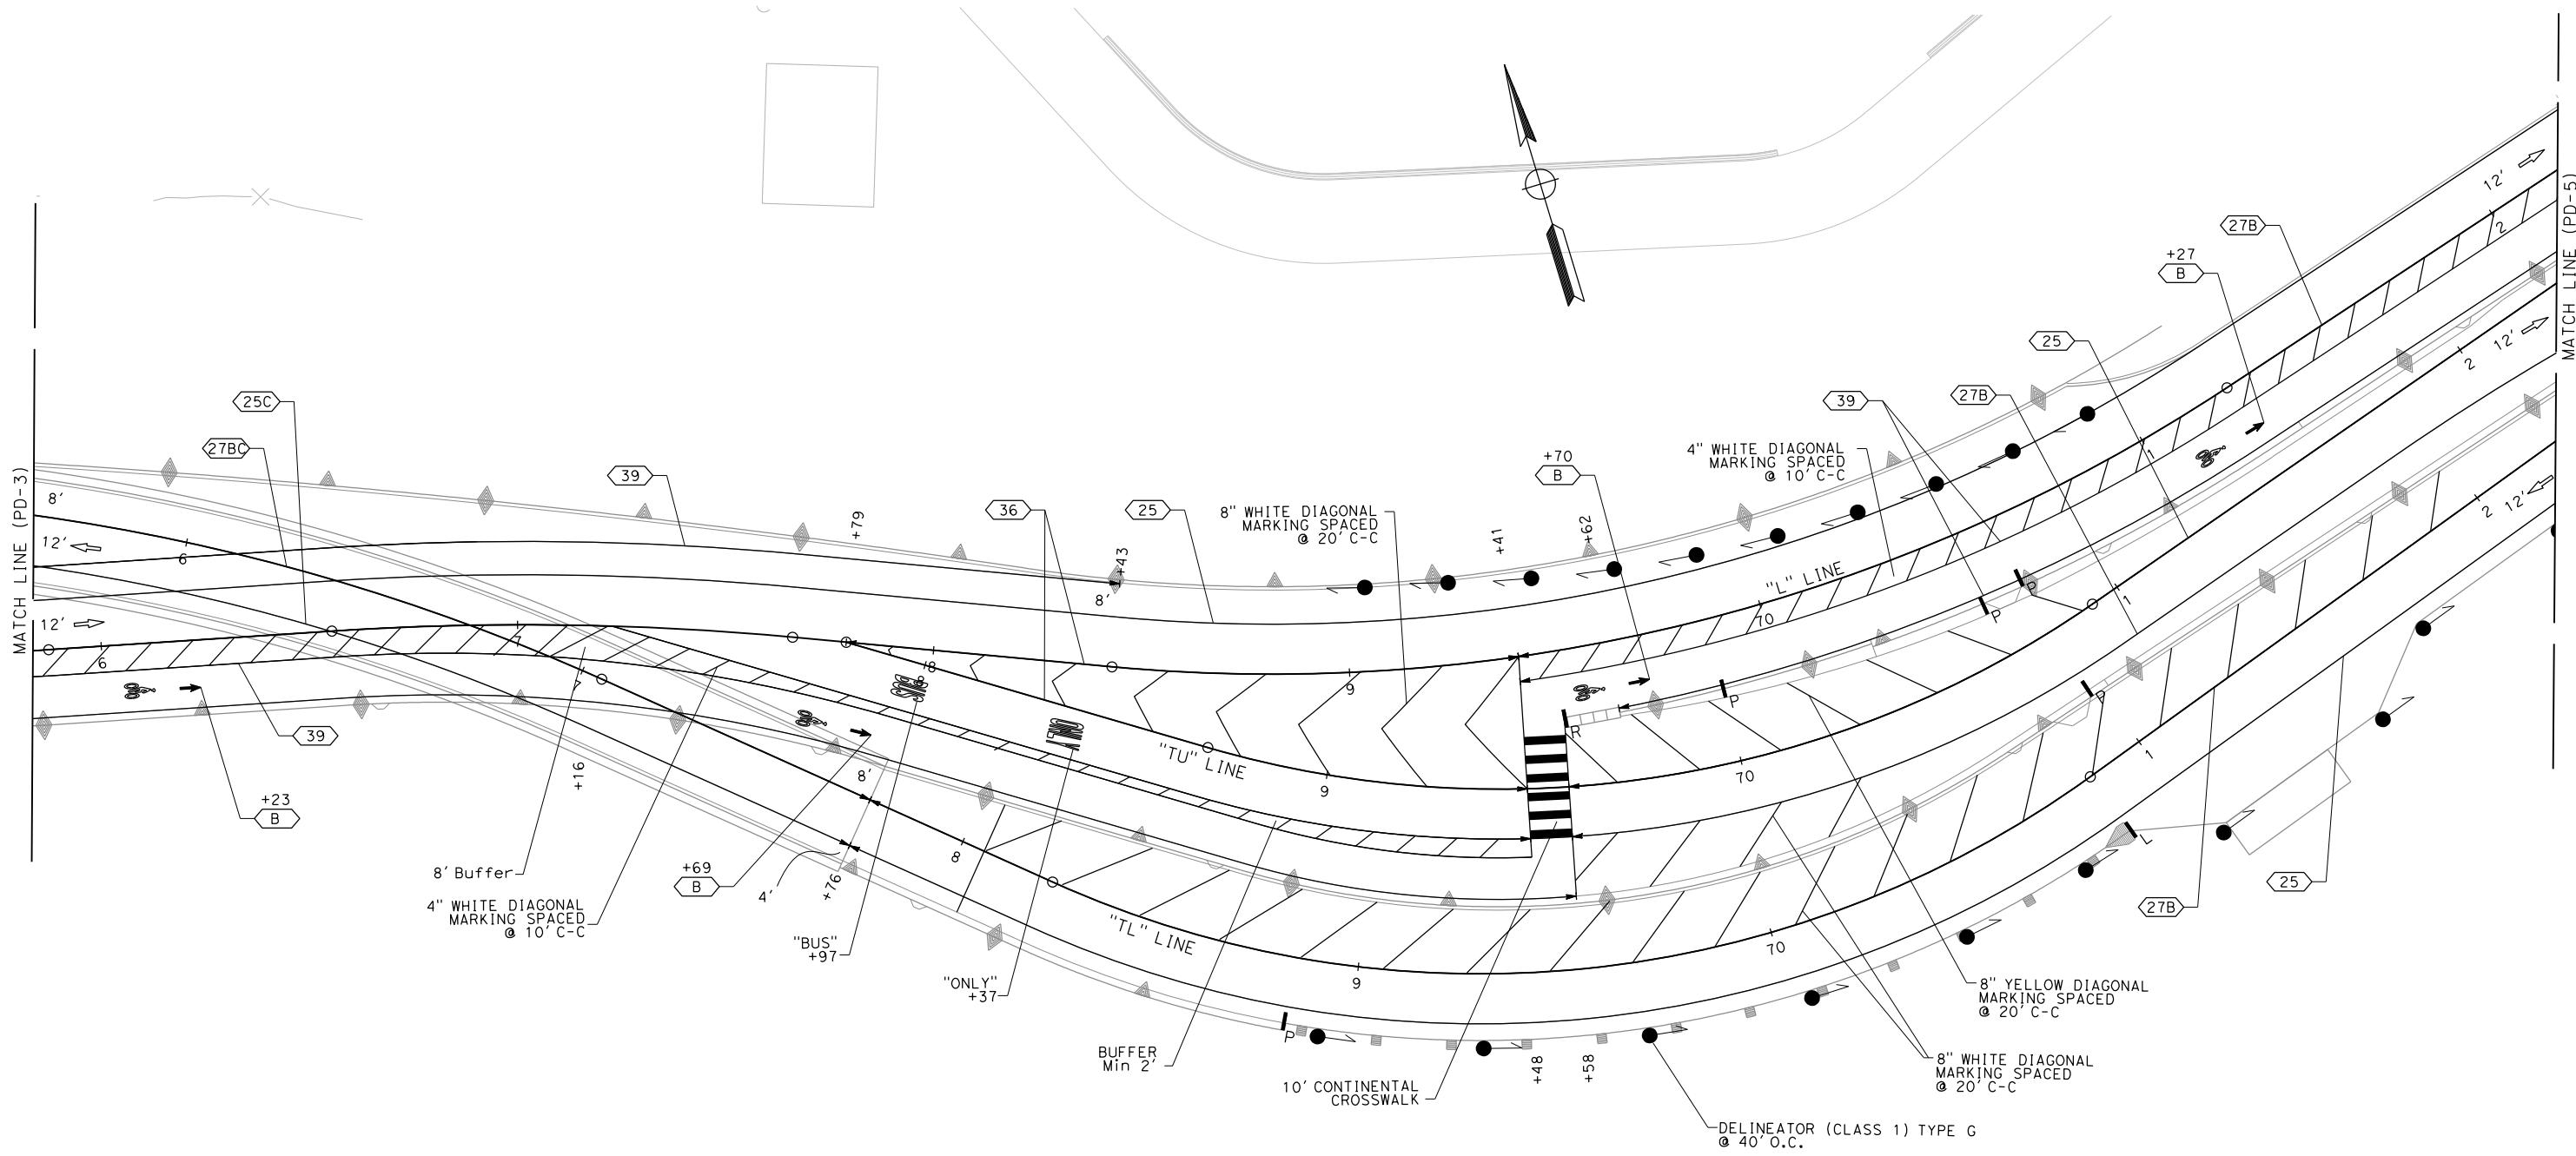 MATCH LINE (PD-3)
MATCH LINE (PD-5)
12'
27B
+27
B
25
12'
2
2
39
27B
12'
2
25C
27BC
39
36
25
8" WHITE DIAGONAL
MARKING SPACED
@ 20' C-C
+70
B
4" WHITE DIAGONAL
MARKING SPACED
@ 10' C-C
8'
12'
6
+79
+43
8'
+41
+62
"L" LINE
70
1
1
1
12'
6
7
7
8
BUS
ONLY
9
P
P
P
R
P
39
+23
B
+16
8'
"TU" LINE
9
70
8' Buffer
4" WHITE DIAGONAL
MARKING SPACED
@ 10' C-C
+69
B
4'
+76
8
"BUS"
+97
"ONLY"
+37
"TL" LINE
9
70
L
27B
25
BUFFER
Min 2'
P
10' CONTINENTAL
CROSSWALK
+48
+58
8" YELLOW DIAGONAL
MARKING SPACED
@ 20' C-C
8" WHITE DIAGONAL
MARKING SPACED
@ 20' C-C
DELINEATOR (CLASS 1) TYPE G
@ 40' O.C.